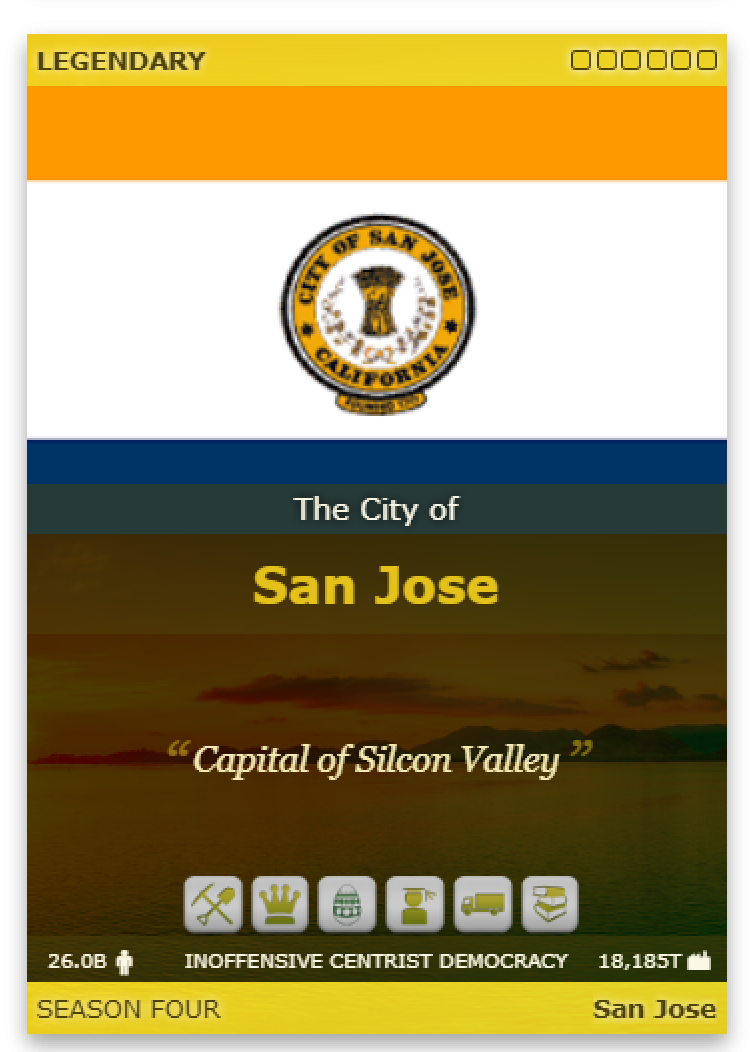 LEGENDARY
CITY OF SAN JOSE
CALIFORNIA
The City of
San Jose
“Capital of Silcon Valley”
26.0B INOFFENSIVE CENTRIST DEMOCRACY 18,185T
SEASON FOUR San Jose